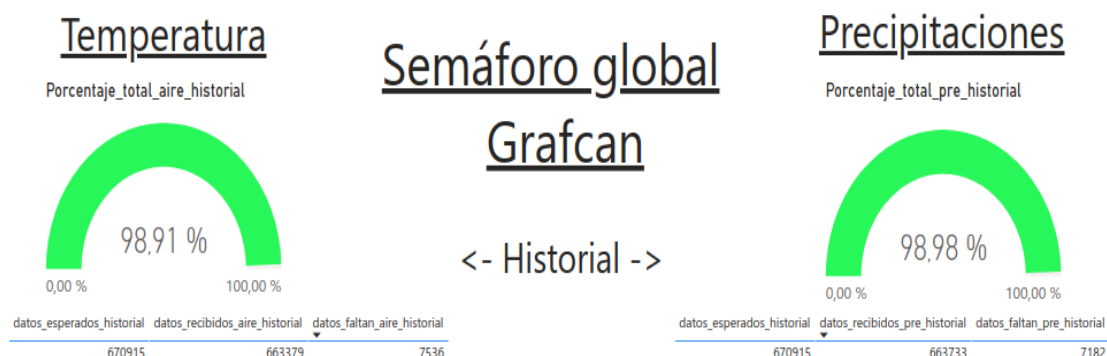 Temperatura
Porcentaje_total_aire_historial
98,91 %
0,00 %
100,00 %
datos_esperados_historial datos_recibidos_aire_historial datos_faltan_aire_historial
670915 663379 7536
Semáforo global
Grafcan
<- Historial ->
Precipitaciones
Porcentaje_total_pre_historial
98,98 %
0,00 %
100,00 %
datos_esperados_historial datos_recibidos_pre_historial datos_faltan_pre_historial
670915 663733 7182